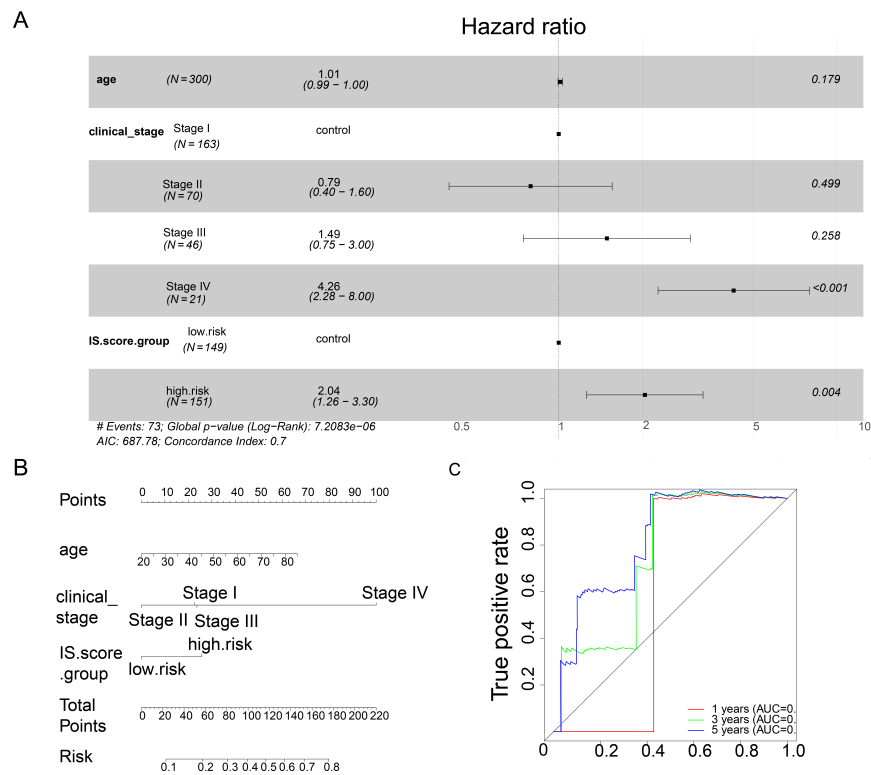 A
Hazard ratio
age (N = 300) 1.01 0.179
(0.99 − 1.00)
clinical_stage Stage I control
(N = 163)
Stage II 0.79 0.499
(N = 70) (0.40 − 1.60)
Stage III 1.49 0.258
(N = 46) (0.75 − 3.00)
Stage IV 4.26 <0.001
(N = 21) (2.28 − 8.00)
IS.score.group low.risk control
(N = 149)
high.risk 2.04 0.004
(N = 151) (1.26 − 3.30)
# Events: 73; Global p−value (Log−Rank): 7.2083e−06
AIC: 687.78; Concordance Index: 0.7
0.5 1 2 5 10
B
Points 0 10 20 30 40 50 60 70 80 90 100
age
20 30 40 50 60 70 80
clinical_
stage
Stage I Stage IV
Stage II Stage III
IS.score
.group
high.risk
low.risk
Total
Points
0 20 40 60 80 100 120 140 160 180 200 220
Risk
0.1 0.2 0.3 0.4 0.5 0.6 0.7 0.8
C
True positive rate
1.0
0.8
0.6
0.4
0.2
1 years (AUC=0.
3 years (AUC=0.
5 years (AUC=0.
0 0.2 0.4 0.6 0.8 1.0